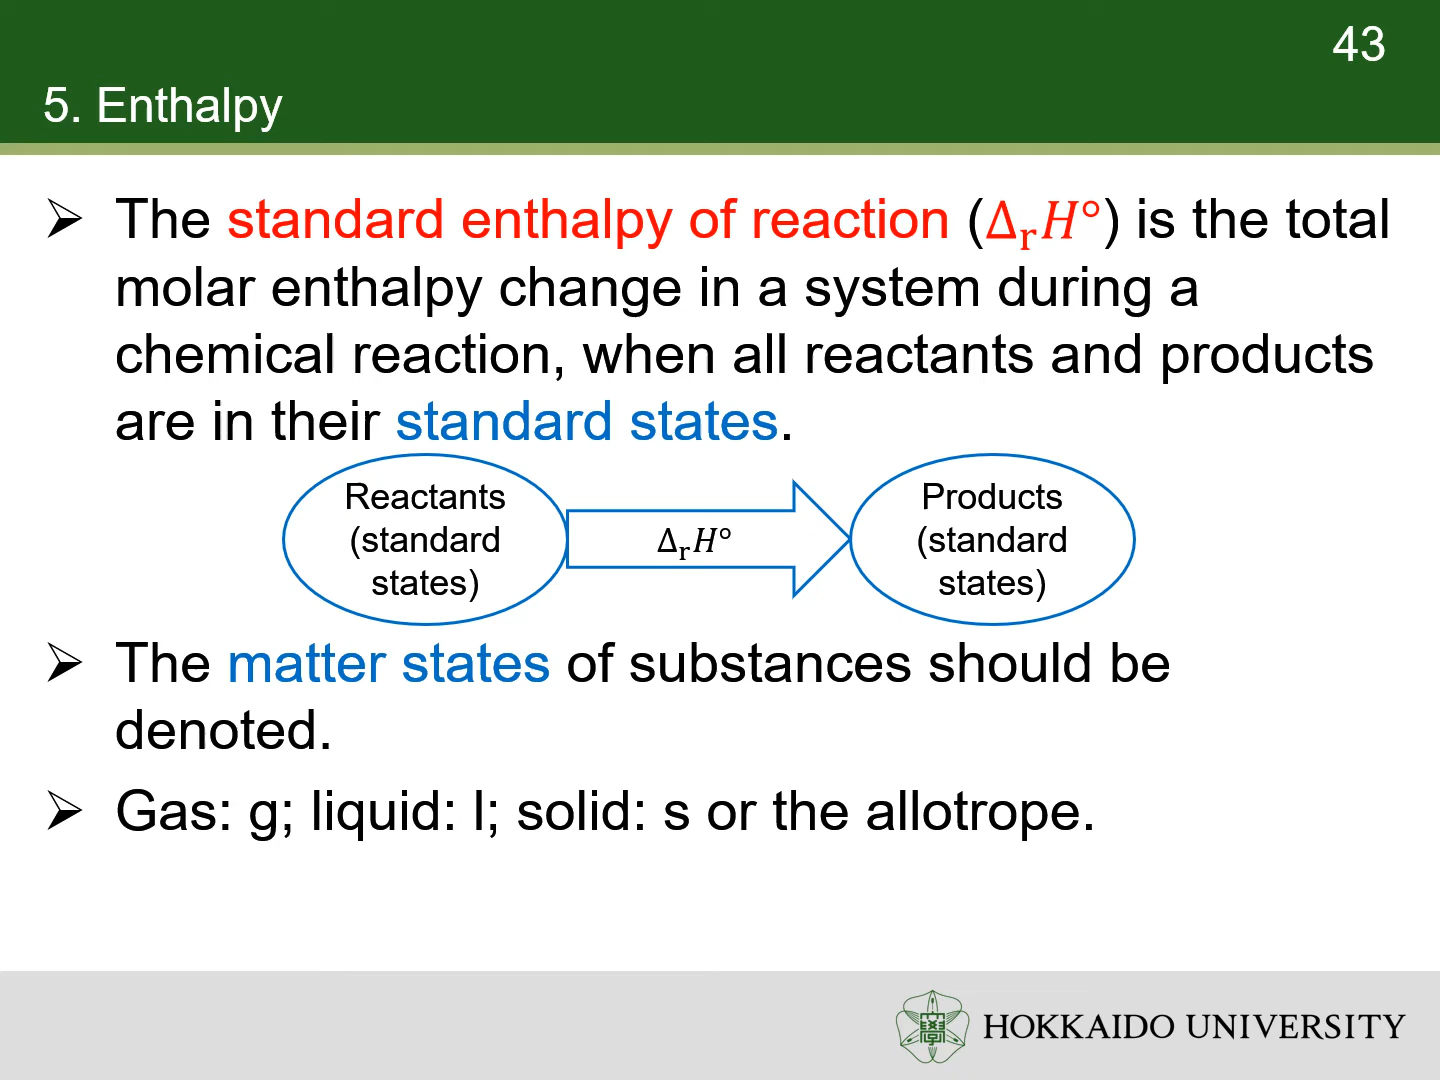 43
5. Enthalpy
➢ The standard enthalpy of reaction (ΔᵣH°) is the total
molar enthalpy change in a system during a
chemical reaction, when all reactants and products
are in their standard states.
Reactants
(standard
states)
ΔᵣH°
Products
(standard
states)
➢ The matter states of substances should be
denoted.
➢ Gas: g; liquid: l; solid: s or the allotrope.
HOKKAIDO UNIVERSITY